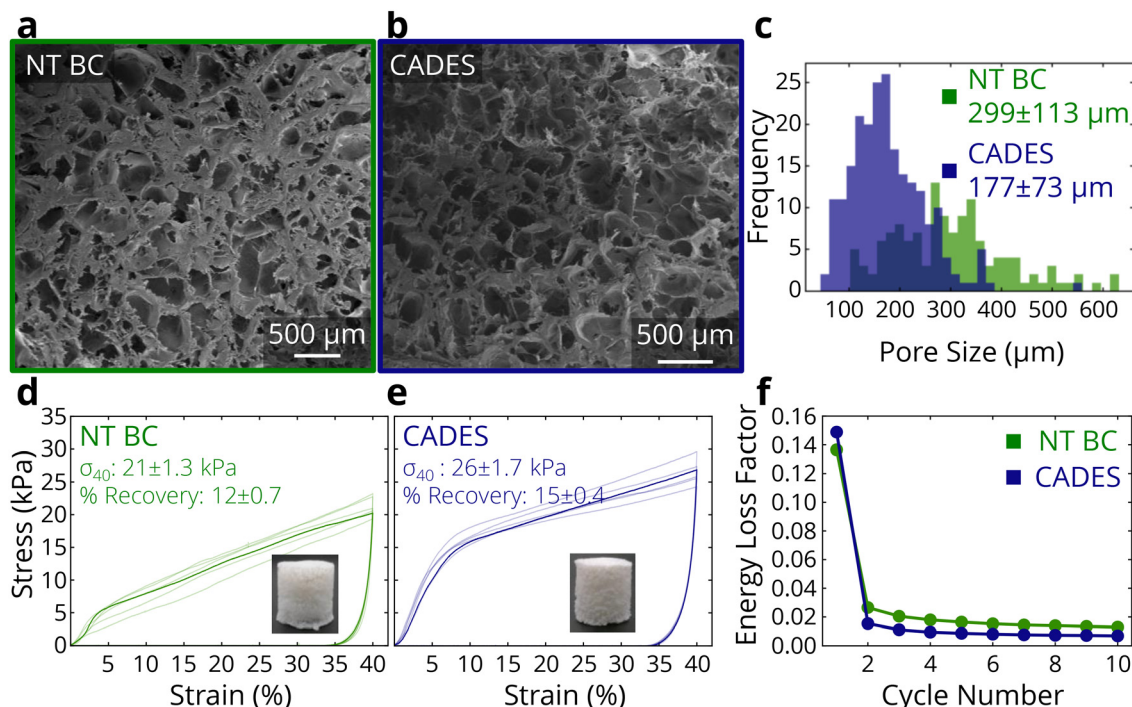 a
NT BC
500 µm
b
CADES
500 µm
c
Frequency
25
20
15
10
5
0
NT BC
299±113 µm
CADES
177±73 µm
100 200 300 400 500 600
Pore Size (µm)
d
Stress (kPa)
35
30
25
20
15
10
5
0
NT BC
σ40: 21±1.3 kPa
% Recovery: 12±0.7
5 10 15 20 25 30 35 40
Strain (%)
e
CADES
σ40 : 26±1.7 kPa
% Recovery: 15±0.4
5 10 15 20 25 30 35 40
Strain (%)
f
Energy Loss Factor
0.16
0.14
0.12
0.10
0.08
0.06
0.04
0.02
0.00
NT BC
CADES
2 4 6 8 10
Cycle Number